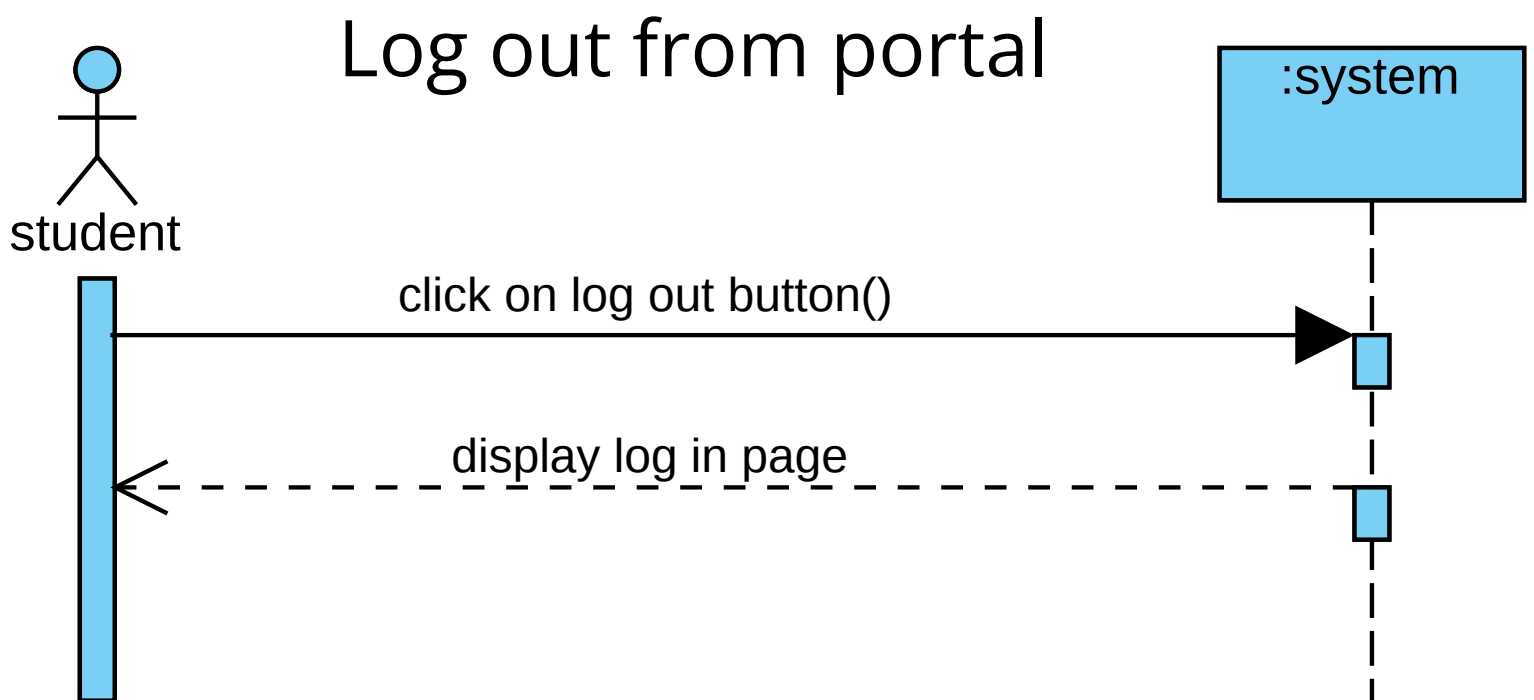 Log out from portal
:system
student
click on log out button()
display log in page